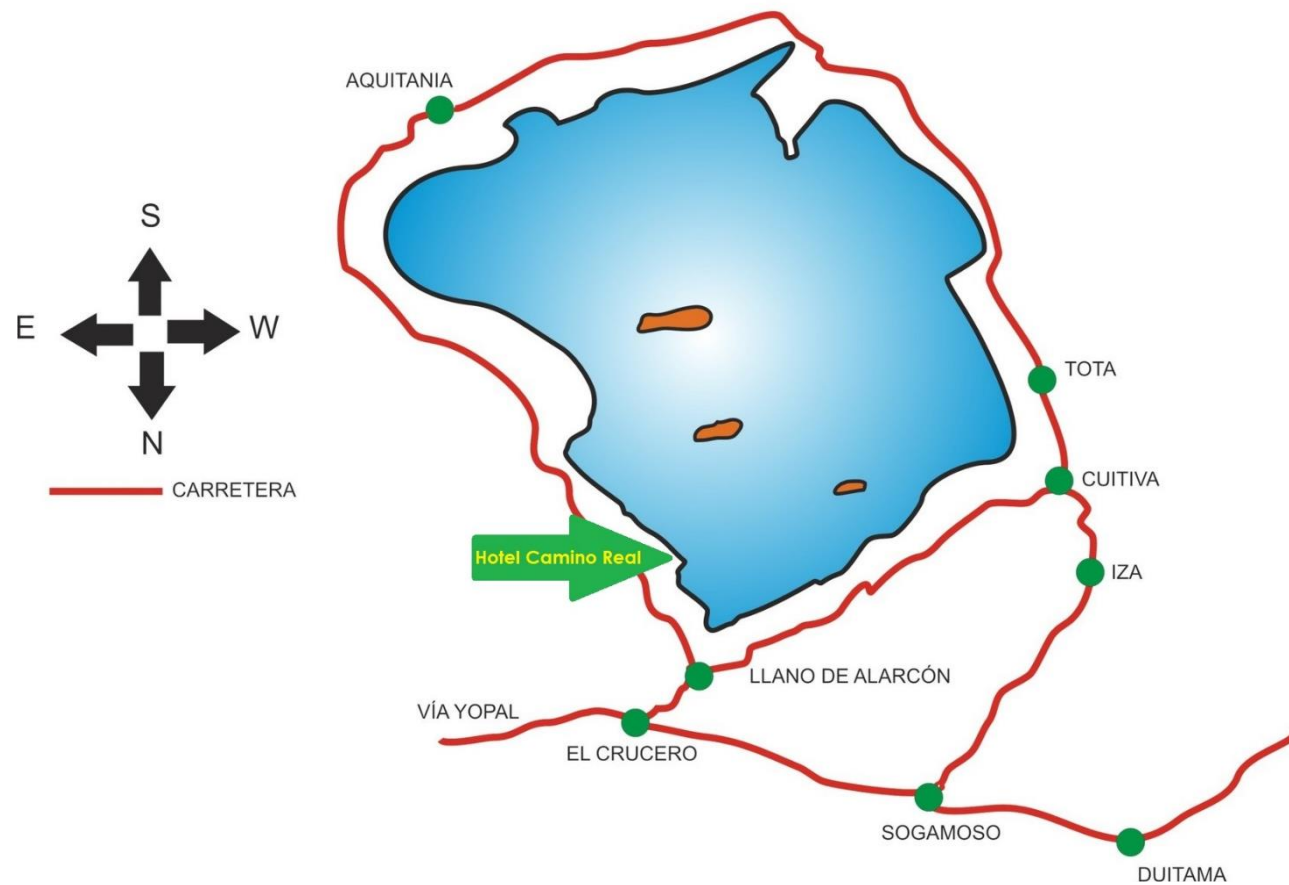 AQUITANIA
S
E
W
N
CARRETERA
TOTA
CUITIVA
Hotel Camino Real
IZA
LLANO DE ALARCÓN
VÍA YOPAL
EL CRUCERO
SOGAMOSO
DUITAMA